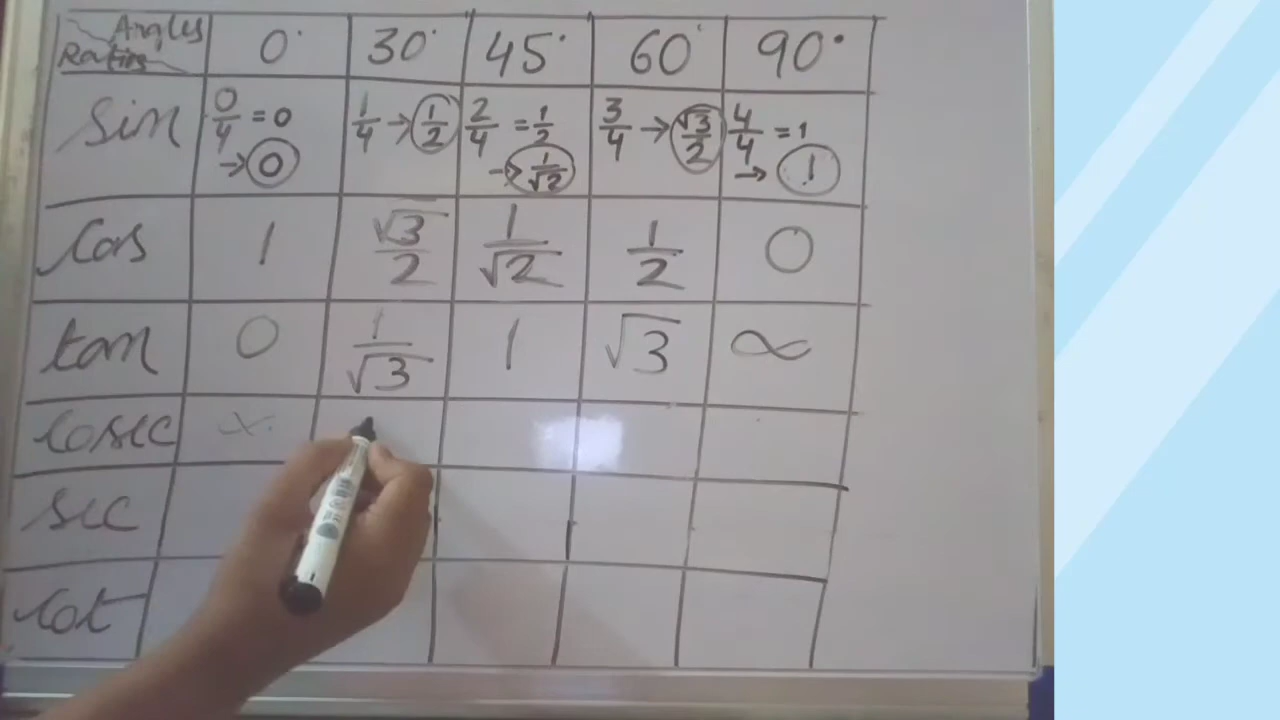 Angles
Ratios
0° 30° 45° 60° 90°
sin 0/4 = 0 → 0 1/4 → 1/2 2/4 = 1/2 → 1/√2 3/4 → √3/2 4/4 = 1 → 1
cos 1 √3/2 1/√2 1/2 0
tan 0 1/√3 1 √3 ∞
cosec ∞
sec
cot